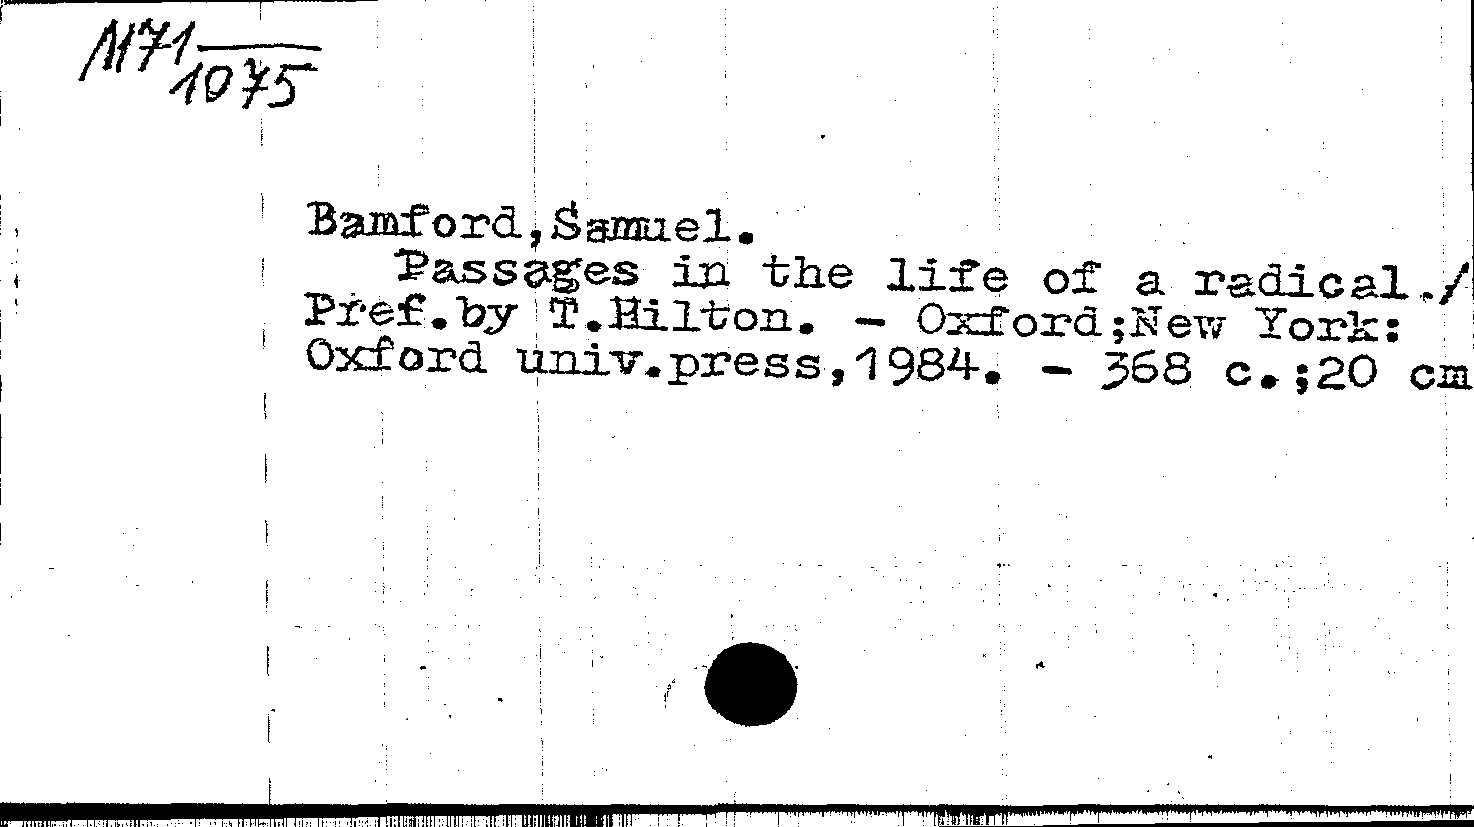 И71
1075
Bamford,Samuel.
Passages in the life of a radical./
Pref.by T.Hilton. - Oxford;New York:
Oxford univ.press,1984. - 368 c.;20 cm